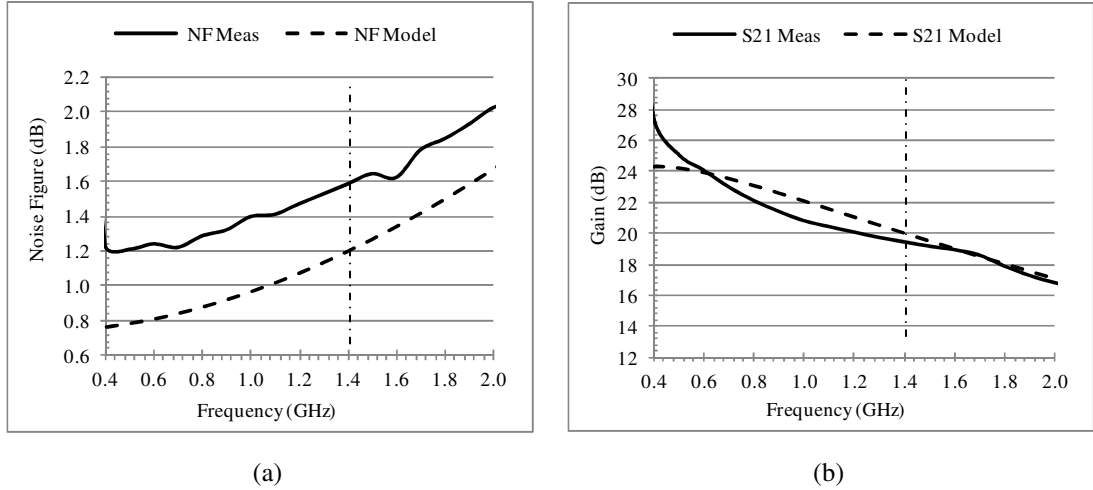 NF Meas NF Model
2.2
2.0
1.8
1.6
1.4
1.2
1.0
0.8
0.6
Noise Figure (dB)
0.4 0.6 0.8 1.0 1.2 1.4 1.6 1.8 2.0
Frequency (GHz)
(a)
S21 Meas S21 Model
30
28
26
24
22
20
18
16
14
12
Gain (dB)
0.4 0.6 0.8 1.0 1.2 1.4 1.6 1.8 2.0
Frequency (GHz)
(b)